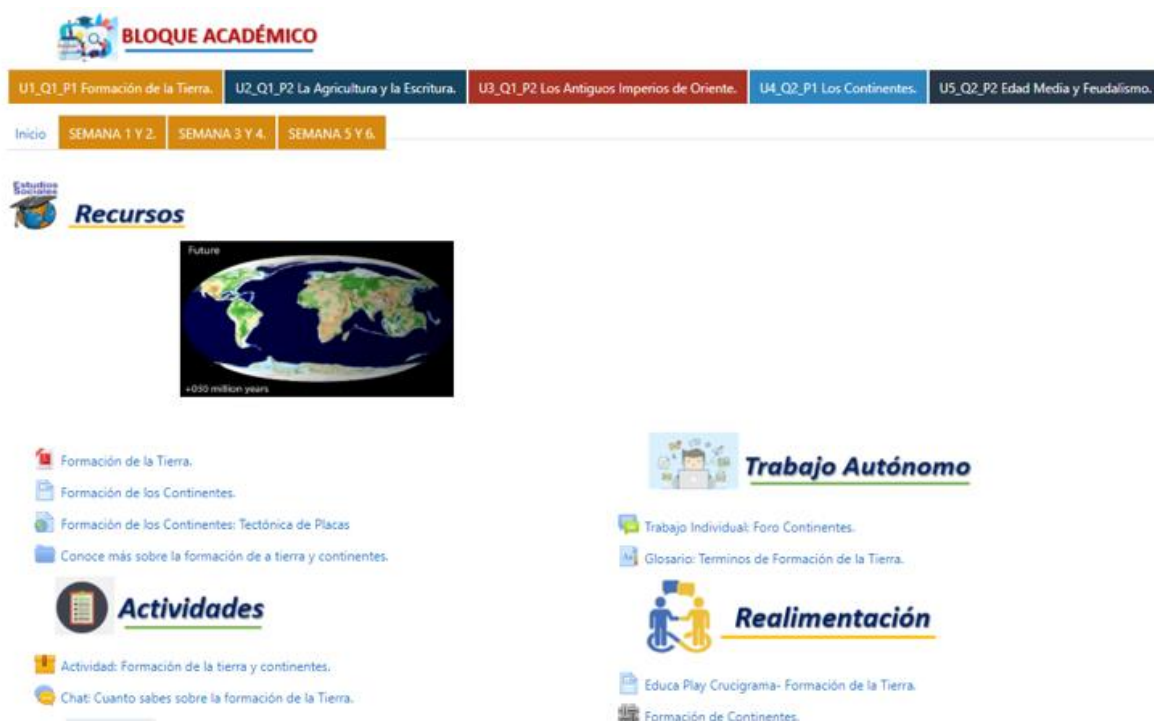 BLOQUE ACADÉMICO
U1_Q1_P1 Formación de la Tierra.
U2_Q1_P2 La Agricultura y la Escritura.
U3_Q1_P2 Los Antiguos Imperios de Oriente.
U4_Q2_P1 Los Continentes.
U5_Q2_P2 Edad Media y Feudalismo.
Inicio
SEMANA 1 Y 2.
SEMANA 3 Y 4.
SEMANA 5 Y 6.
Estudios
Sociales
Recursos
Future
+050 million years
Formación de la Tierra.
Formación de los Continentes.
Formación de los Continentes: Tectónica de Placas
Conoce más sobre la formación de a tierra y continentes.
Actividades
Actividad: Formación de la tierra y continentes.
Chat: Cuanto sabes sobre la formación de la Tierra.
Trabajo Autónomo
Trabajo Individual: Foro Continentes.
Glosario: Terminos de Formación de la Tierra.
Realimentación
Educa Play Crucigrama- Formación de la Tierra.
Formación de Continentes.